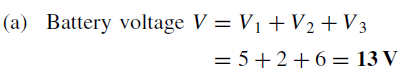 (a) Battery voltage V = V₁ + V₂ + V₃
= 5 + 2 + 6 = 13 V